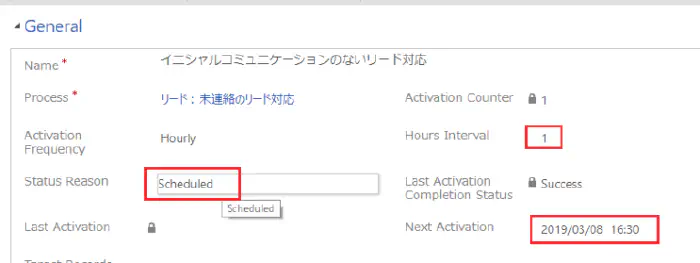 General
Name * イニシャルコミュニケーションのないリード対応
Process * リード：未連絡のリード対応 Activation Counter 1
Activation Frequency Hourly Hours Interval 1
Status Reason Scheduled Last Activation Completion Status Success
Scheduled
Last Activation Next Activation 2019/03/08 16:30